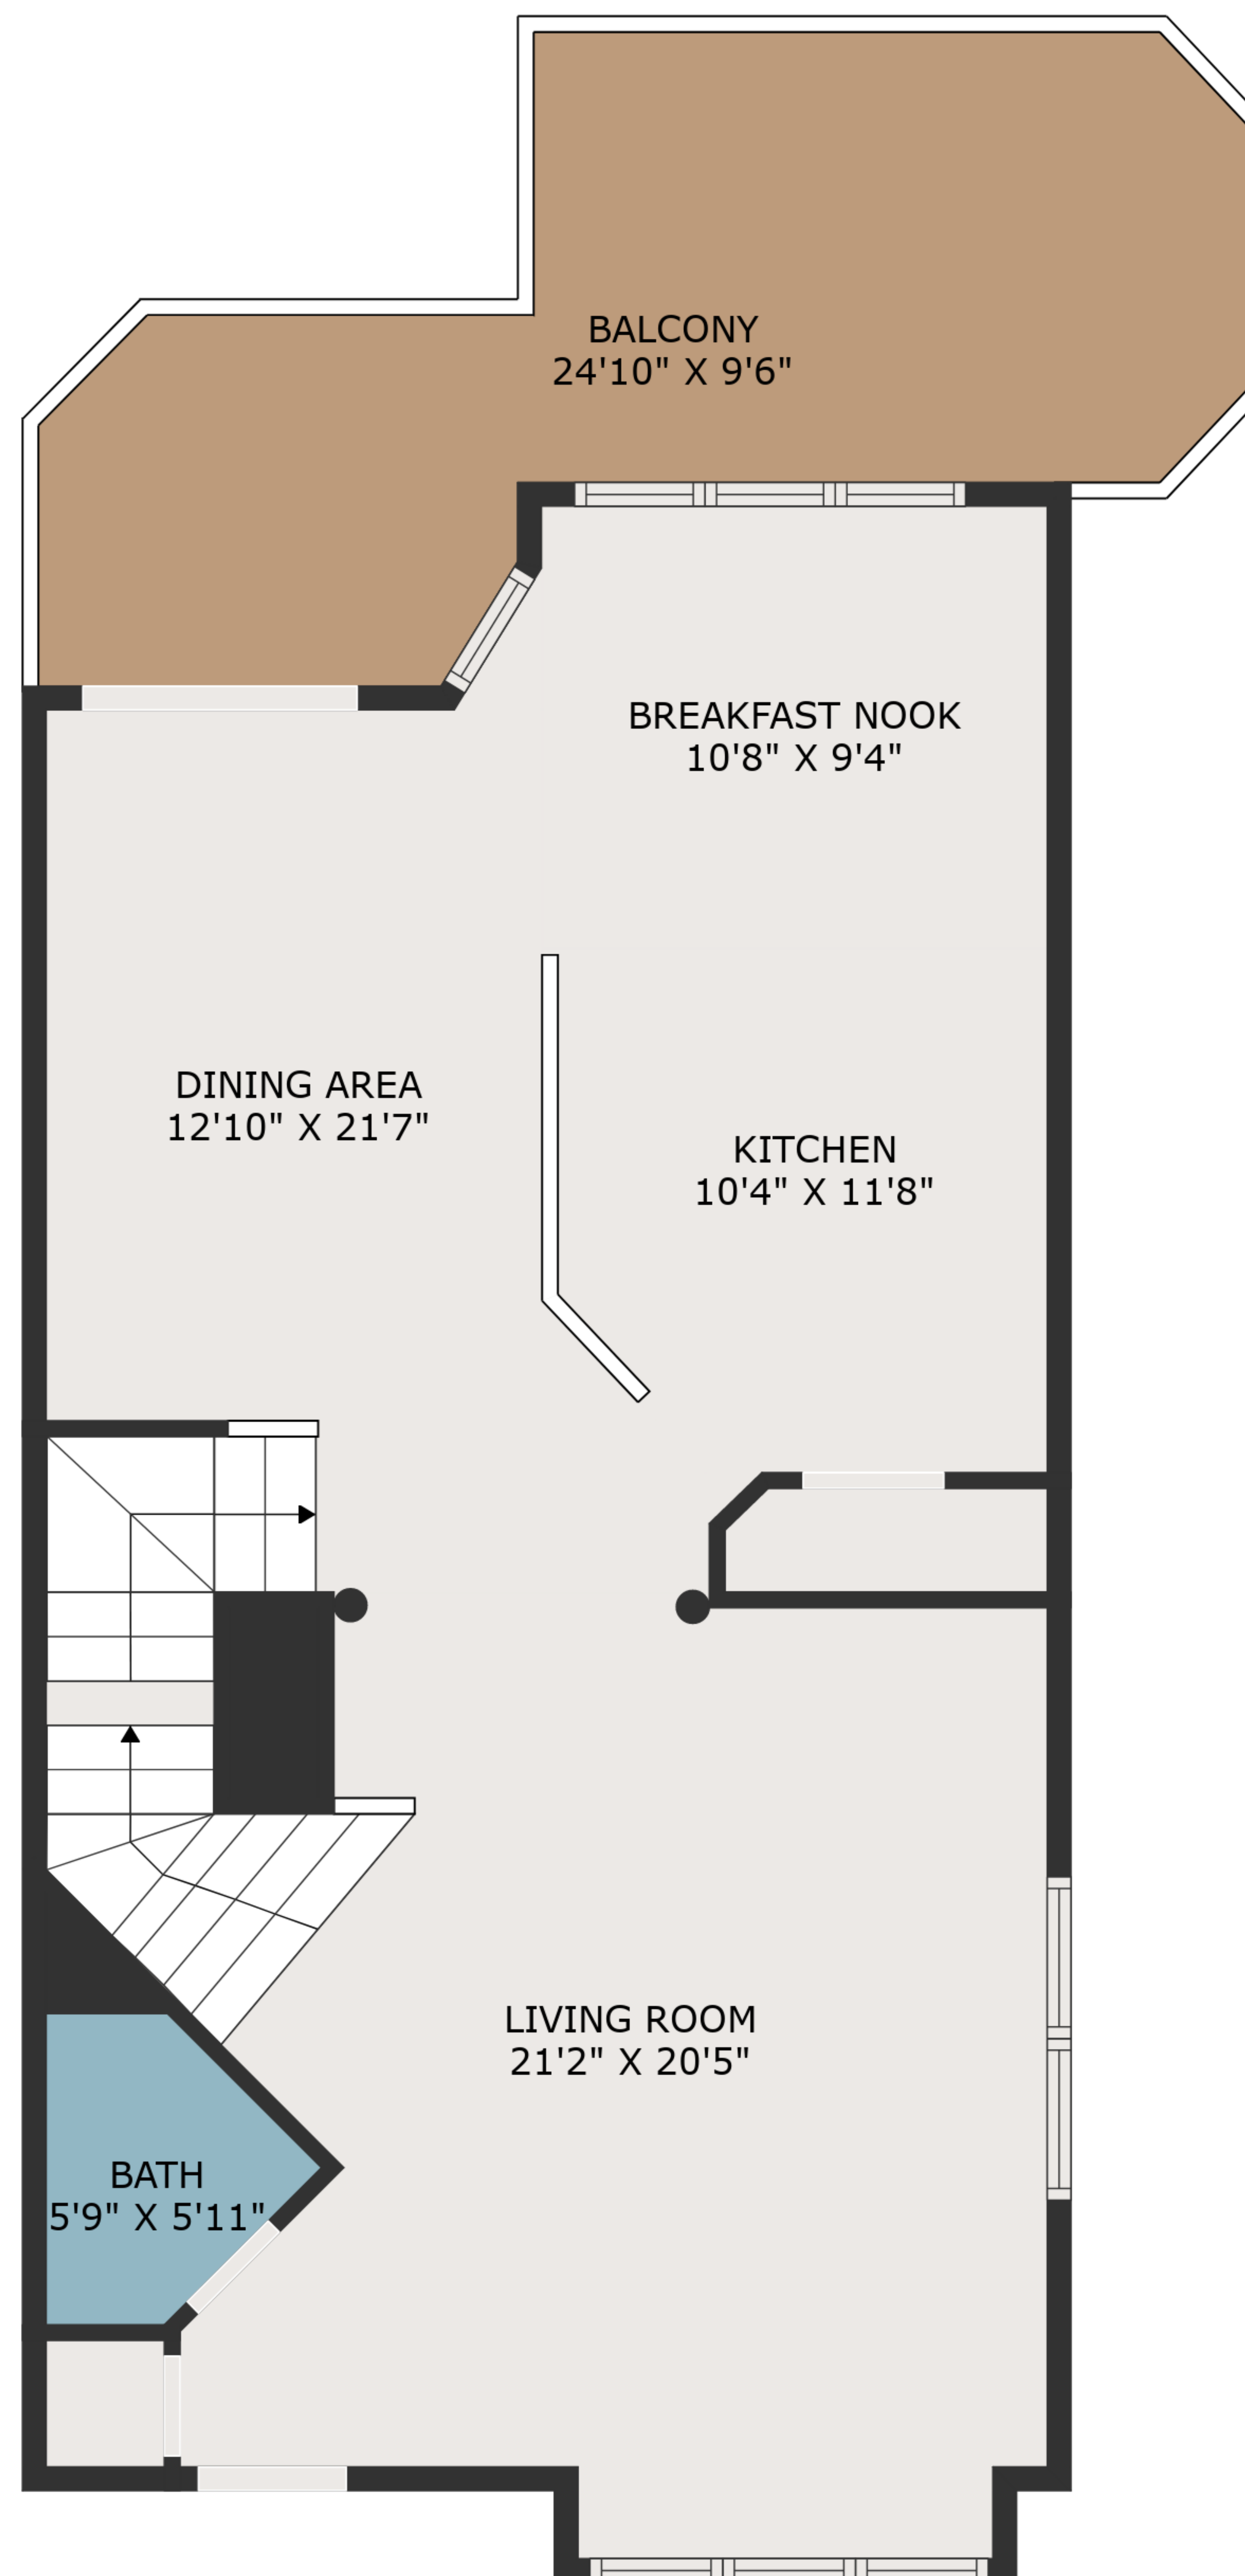 BALCONY
24'10" X 9'6"
BREAKFAST NOOK
10'8" X 9'4"
DINING AREA
12'10" X 21'7"
KITCHEN
10'4" X 11'8"
LIVING ROOM
21'2" X 20'5"
BATH
5'9" X 5'11"